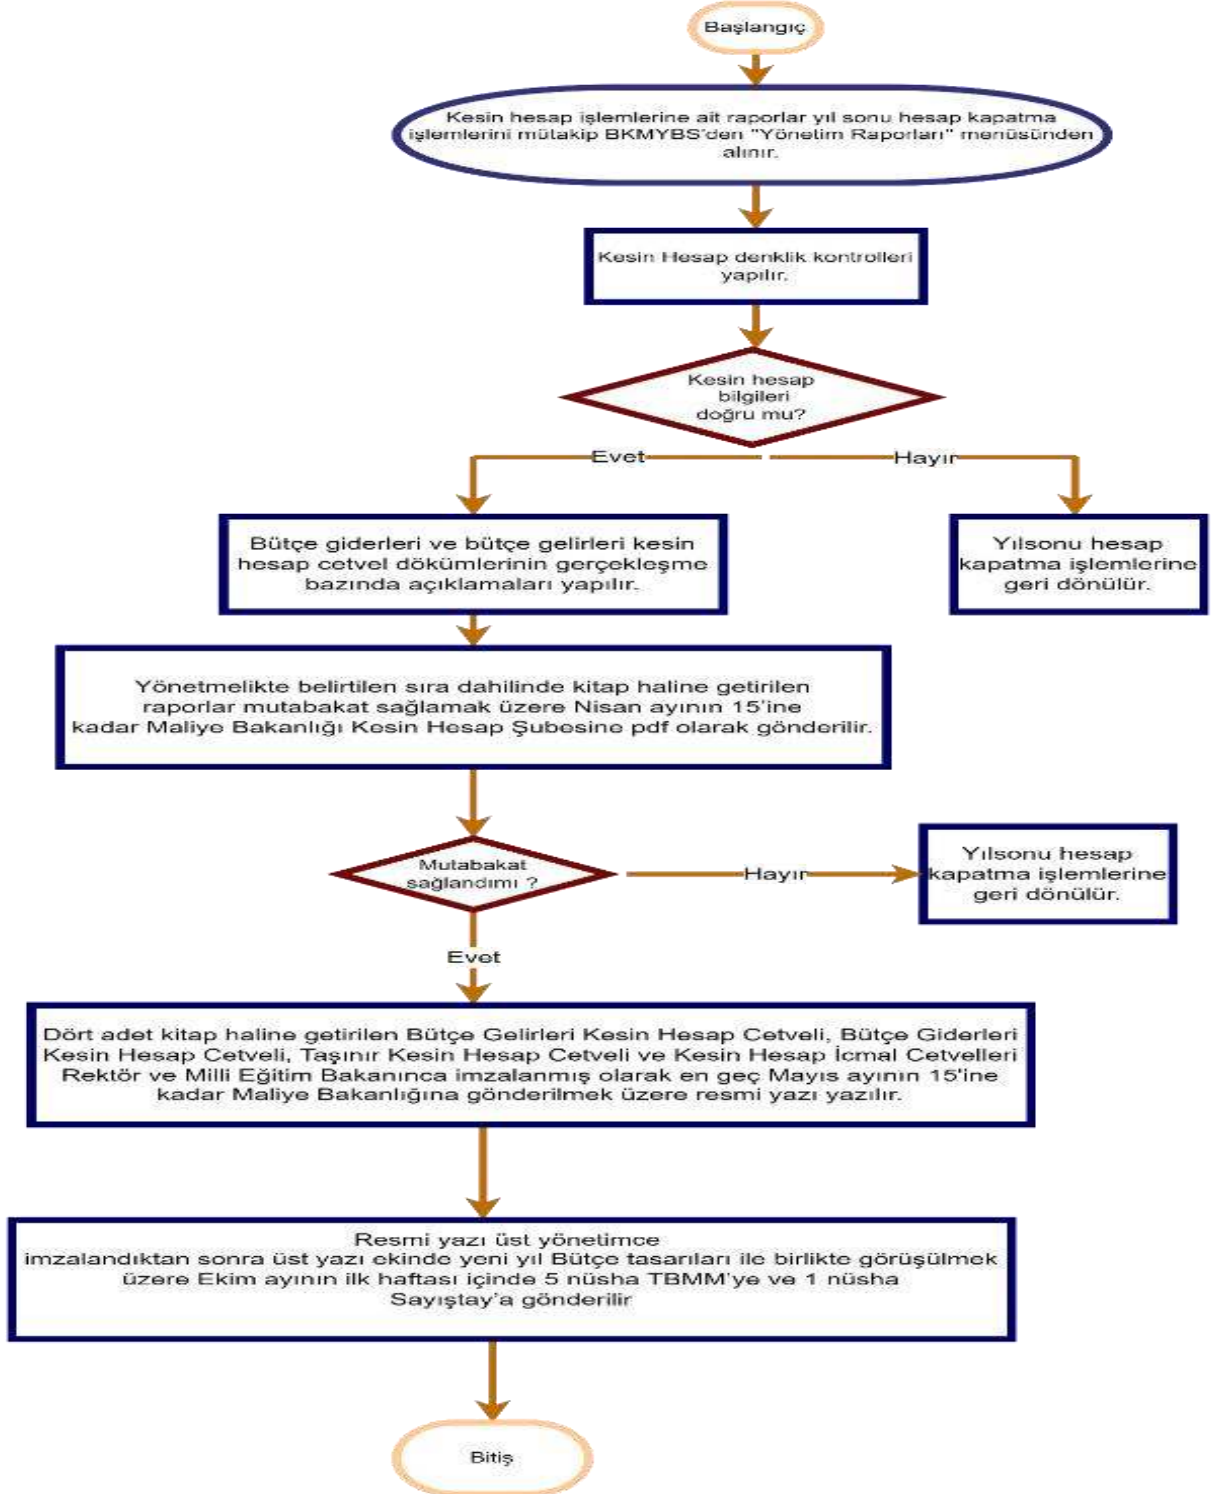 Başlangıç
Kesin hesap işlemlerine ait raporlar yıl sonu hesap kapatma
işlemlerini mütakip BKMYBS'den "Yönetim Raporları" menüsünden
alınır.
Kesin Hesap denklik kontrolleri
yapılır.
Kesin hesap
bilgileri
doğru mu?
Evet
Hayır
Bütçe giderleri ve bütçe gelirleri kesin
hesap cetvel dökümlerinin gerçekleşme
bazında açıklamaları yapılır.
Yılsonu hesap
kapatma işlemlerine
geri dönülür.
Yönetmelikte belirtilen sıra dahilinde kitap haline getirilen
raporlar mutabakat sağlamak üzere Nisan ayının 15'ine
kadar Maliye Bakanlığı Kesin Hesap Şubesine pdf olarak gönderilir.
Mutabakat
sağlandımı ?
Hayır
Yılsonu hesap
kapatma işlemlerine
geri dönülür.
Evet
Dört adet kitap haline getirilen Bütçe Gelirleri Kesin Hesap Cetveli, Bütçe Giderleri
Kesin Hesap Cetveli, Taşınır Kesin Hesap Cetveli ve Kesin Hesap İcmal Cetvelleri
Rektör ve Milli Eğitim Bakanınca imzalanmış olarak en geç Mayıs ayının 15'ine
kadar Maliye Bakanlığına gönderilmek üzere resmi yazı yazılır.
Resmi yazı üst yönetimce
imzalandıktan sonra üst yazı ekinde yeni yıl Bütçe tasarıları ile birlikte görüşülmek
üzere Ekim ayının ilk haftası içinde 5 nüsha TBMM'ye ve 1 nüsha
Sayıştay'a gönderilir
Bitiş